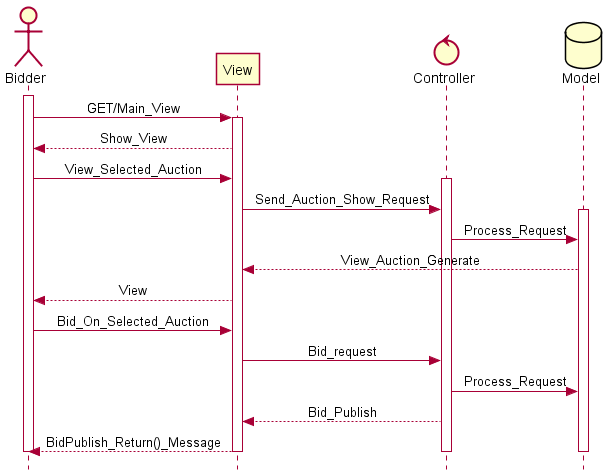 Bidder
View
Controller
Model
GET/Main_View
Show_View
View_Selected_Auction
Send_Auction_Show_Request
Process_Request
View_Auction_Generate
View
Bid_On_Selected_Auction
Bid_request
Process_Request
Bid_Publish
BidPublish_Return()_Message